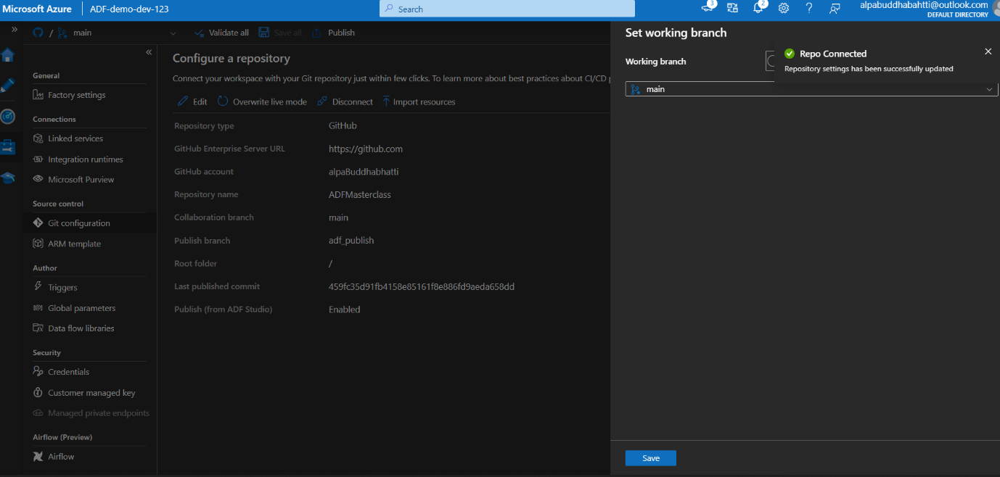 Microsoft Azure ADF-demo-dev-123 Search 3 2 alpabuddhabahtti@outlook.com
DEFAULT DIRECTORY
» / main Validate all Save all Publish
«
General
Factory settings
Connections
Linked services
Integration runtimes
Microsoft Purview
Source control
Git configuration
ARM template
Author
Triggers
Global parameters
Data flow libraries
Security
Credentials
Customer managed key
Managed private endpoints
Airflow (Preview)
Airflow
Configure a repository
Connect your workspace with your Git repository just within few clicks. To learn more about best practices about CI/CD p
Edit Overwrite live mode Disconnect Import resources
Repository type GitHub
GitHub Enterprise Server URL https://github.com
GitHub account alpaBuddhabhatti
Repository name ADFMasterclass
Collaboration branch main
Publish branch adf_publish
Root folder /
Last published commit 459fc35d91fb4158e85161f8e886fd9aeda658dd
Publish (from ADF Studio) Enabled
Set working branch
Working branch
Repo Connected
Repository settings has been successfully updated
main
Save